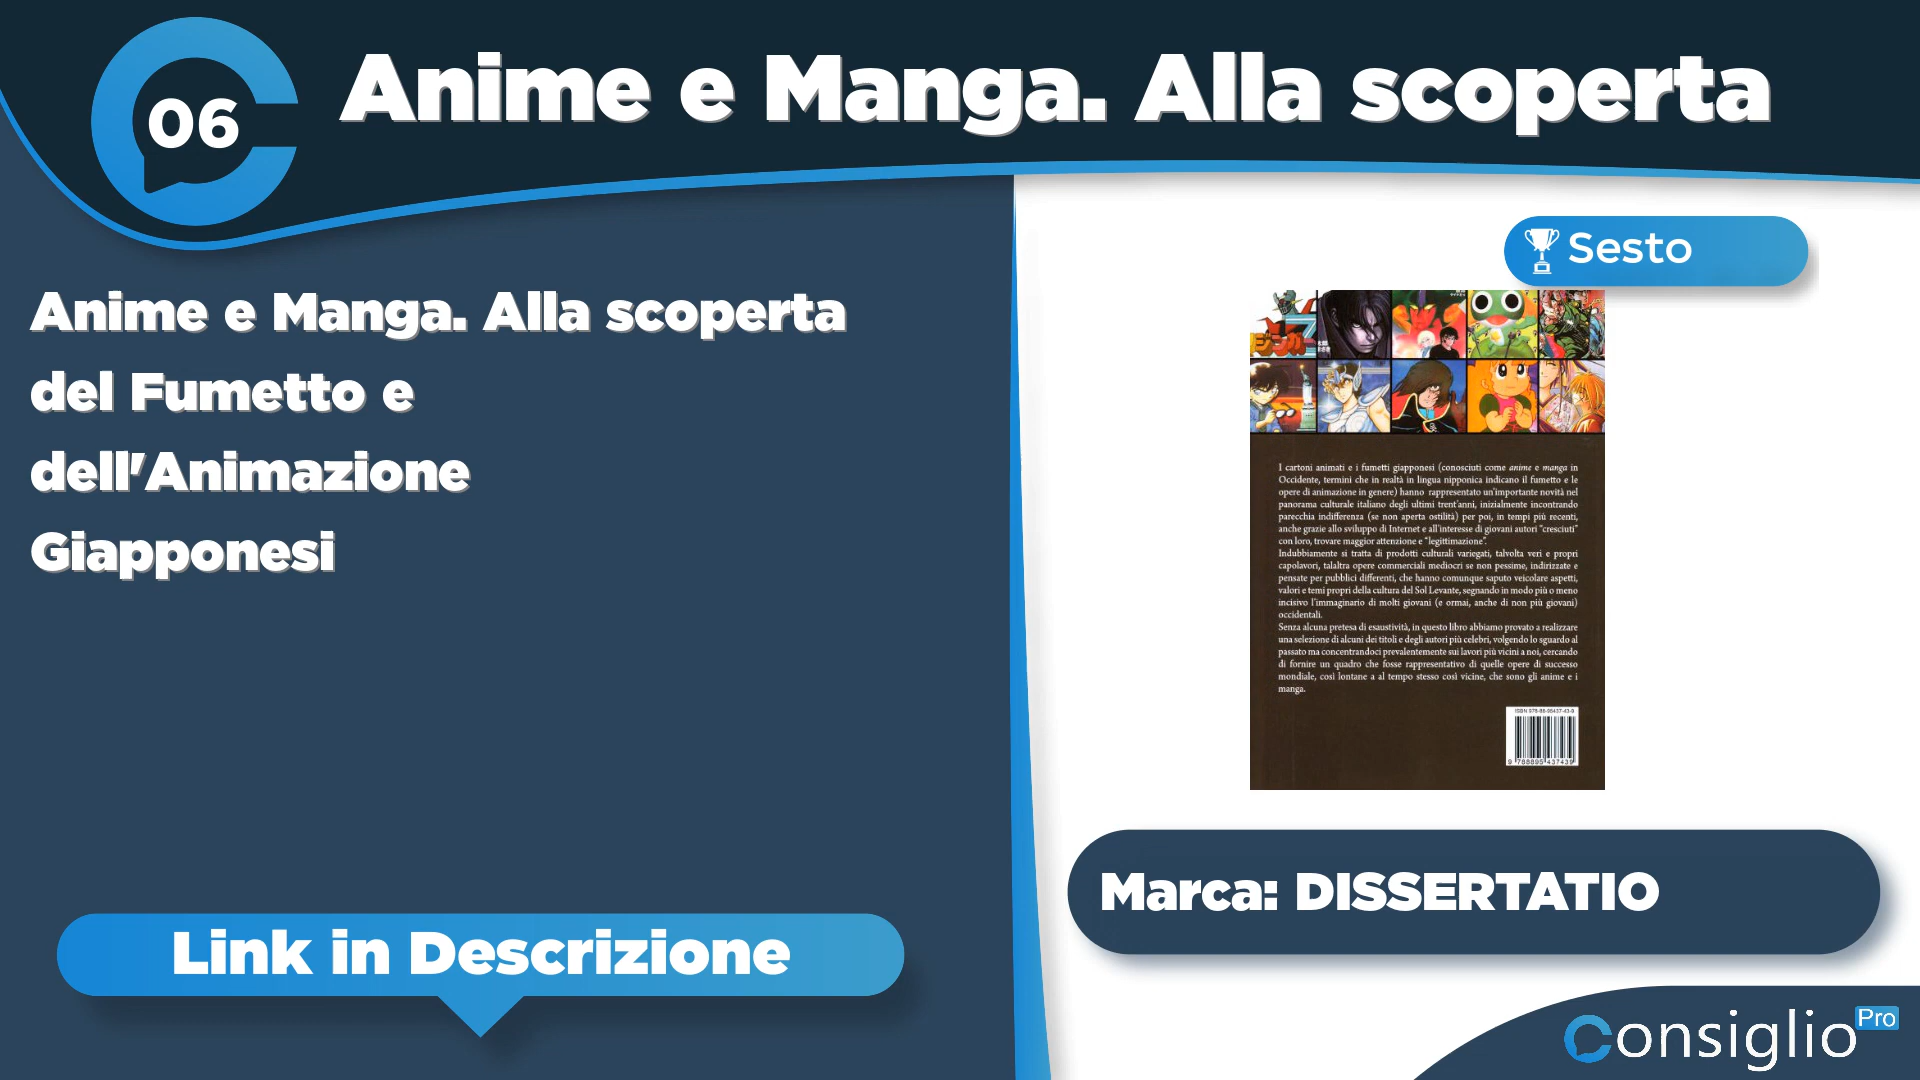 06
Anime e Manga. Alla scoperta
Anime e Manga. Alla scoperta
del Fumetto e
dell'Animazione
Giapponesi
Link in Descrizione
Sesto
I cartoni animati e i fumetti giapponesi (conosciuti come anime e manga in
Occidente, termini che in realtà in lingua nipponica indicano il fumetto e le
opere di animazione in genere) hanno rappresentato un'importante novità nel
panorama culturale italiano degli ultimi trent'anni, inizialmente incontrando
parecchia indifferenza (se non aperta ostilità) per poi, in tempi più recenti,
anche grazie allo sviluppo di Internet e all'interesse di giovani autori "cresciuti"
con loro, trovare maggior attenzione e "legittimazione".
Indubbiamente si tratta di prodotti culturali variegati, talvolta veri e propri
capolavori, talaltra opere commerciali mediocri se non pessime, indirizzate e
pensate per pubblici differenti, che hanno comunque saputo veicolare aspetti,
valori e temi propri della cultura del Sol Levante, segnando in modo più o meno
incisivo l'immaginario di molti giovani (e ormai, anche di non più giovani)
occidentali.
Senza alcuna pretesa di esaustività, in questo libro abbiamo provato a realizzare
una selezione di alcuni dei titoli e degli autori più celebri, volgendo lo sguardo al
passato ma concentrandoci prevalentemente sui lavori più vicini a noi, cercando
di fornire un quadro che fosse rappresentativo di quelle opere di successo
mondiale, così lontane a al tempo stesso così vicine, che sono gli anime e i
manga.
ISBN 978-88-95437-43-9
9 788895 437439
Marca: DISSERTATIO
Consiglio Pro